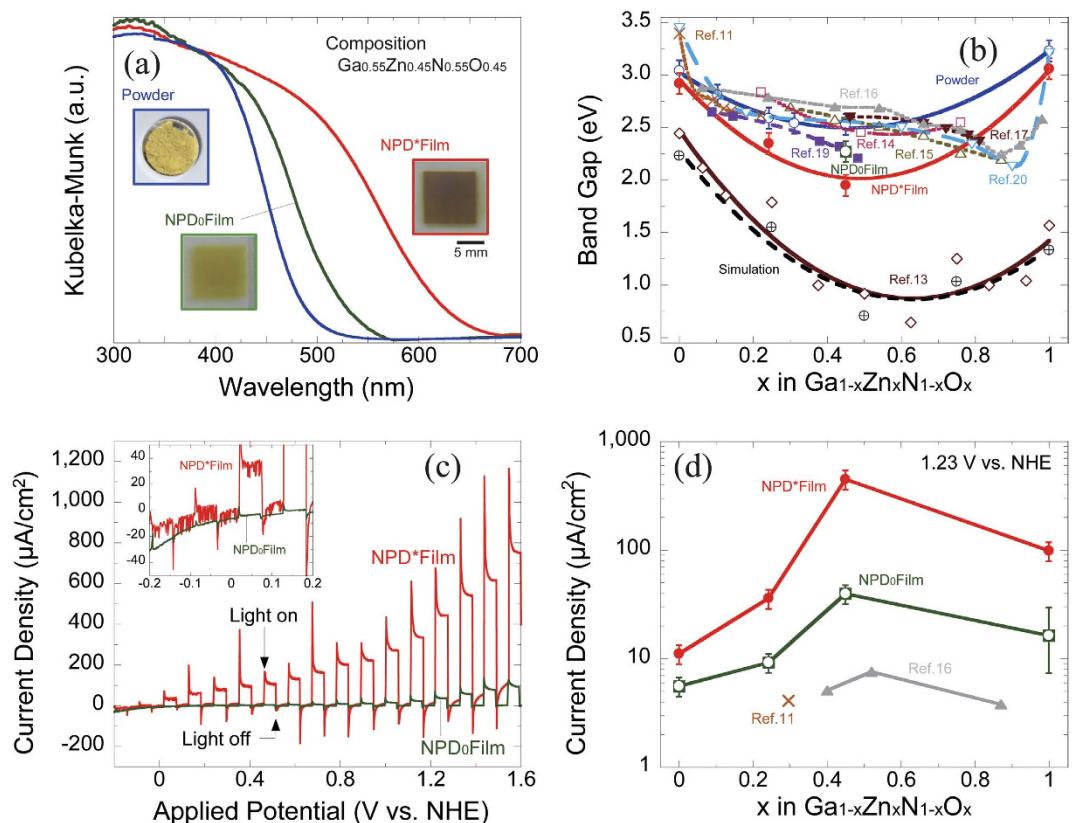 (a)
Composition
Ga0.55Zn0.45N0.55O0.45
Powder
NPD*Film
NPD0Film
5 mm
Kubelka-Munk (a.u.)
300 400 500 600 700
Wavelength (nm)
(b)
3.5
3.0
2.5
2.0
1.5
1.0
0.5
Band Gap (eV)
Ref.11
Powder
Ref.16
Ref.17
Ref.14
Ref.19
Ref.15
NPD0Film
Ref.20
NPD*Film
Simulation
Ref.13
0 0.2 0.4 0.6 0.8 1
x in Ga1-xZnxN1-xOx
(c)
1,200
1,000
800
600
400
200
0
-200
Current Density (µA/cm2)
40
20
0
-20
-40
NPD*Film
NPD0Film
-0.2 -0.1 0 0.1 0.2
NPD*Film
Light on
Light off
NPD0Film
0 0.4 0.8 1.2 1.6
Applied Potential (V vs. NHE)
(d)
1,000
100
10
1
Current Density (µA/cm2)
1.23 V vs. NHE
NPD*Film
NPD0Film
Ref.16
Ref.11
0 0.2 0.4 0.6 0.8 1
x in Ga1-xZnxN1-xOx